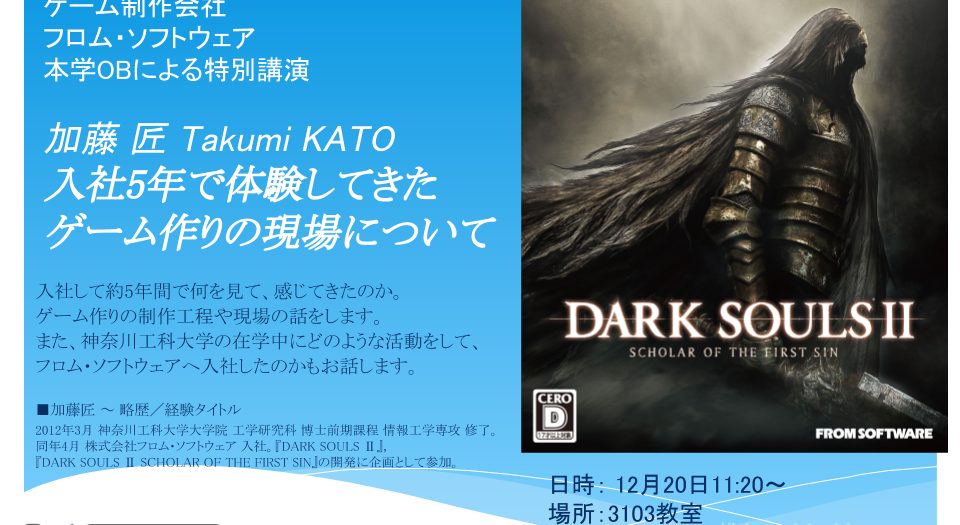 ゲーム制作会社
フロム・ソフトウェア
本学OBによる特別講演
加藤 匠 Takumi KATO
入社5年で体験してきた
ゲーム作りの現場について
入社して約5年間で何を見て、感じてきたのか。
ゲーム作りの制作工程や現場の話をします。
また、神奈川工科大学の在学中にどのような活動をして、
フロム・ソフトウェアへ入社したのかもお話します。
■加藤匠 ～ 略歴／経験タイトル
2012年3月 神奈川工科大学大学院 工学研究科 博士前期課程 情報工学専攻 修了。
同年4月 株式会社フロム・ソフトウェア 入社。『DARK SOULS Ⅱ』,
『DARK SOULS Ⅱ SCHOLAR OF THE FIRST SIN』の開発に企画として参加。
DARK SOULS II
SCHOLAR OF THE FIRST SIN
CERO
D
17才以上対象
FROM SOFTWARE
日時： 12月20日11:20～
場所：3103教室